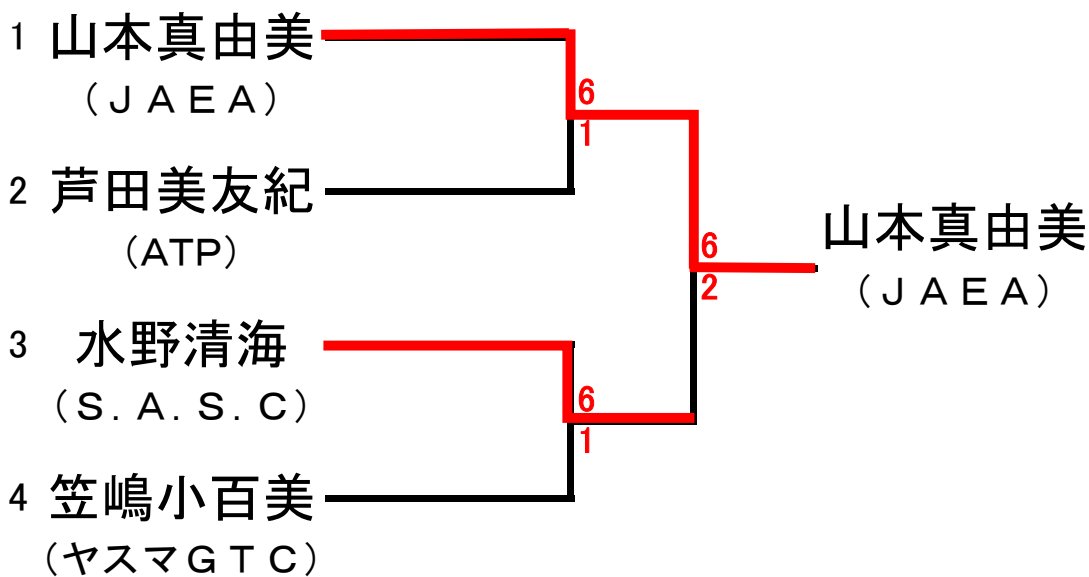 1 山本真由美
（ＪＡＥＡ）
6
1
2 芦田美友紀
（ATP）
6
2
山本真由美
（ＪＡＥＡ）
3 水野清海
（Ｓ．Ａ．Ｓ．Ｃ）
6
1
4 笠嶋小百美
（ヤスマＧＴＣ）